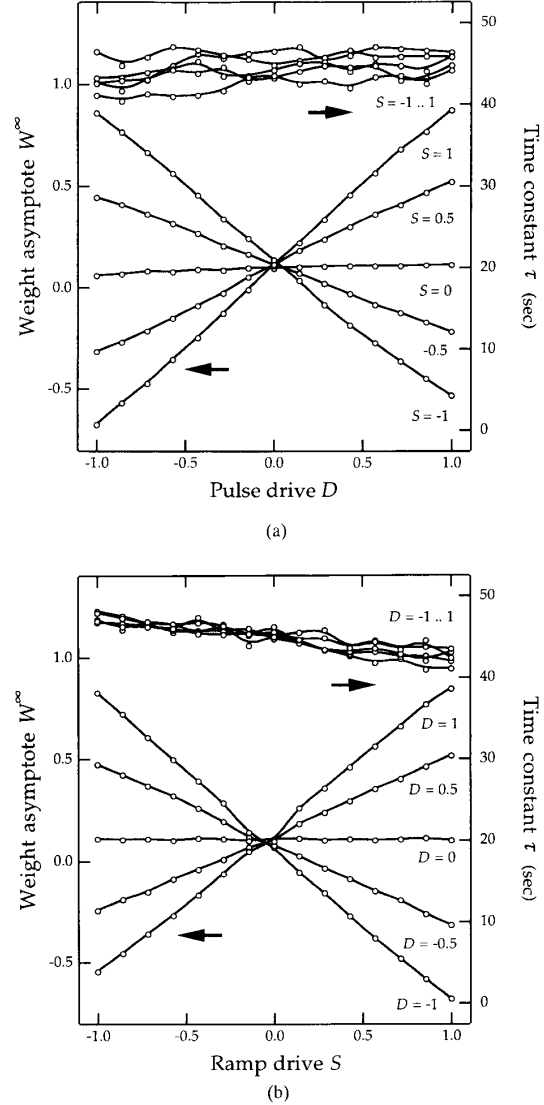 50
1.0
40
S = -1 .. 1
S = 1
0.5
30
S = 0.5
Weight asymptote W∞
Time constant τ (sec)
20
0.0
S = 0
10
-0.5
-0.5
S = -1
0
-1.0 -0.5 0.0 0.5 1.0
Pulse drive D
(a)
50
D = -1 .. 1
1.0
40
D = 1
0.5
30
D = 0.5
Weight asymptote W∞
Time constant τ (sec)
20
D = 0
0.0
10
D = -0.5
-0.5
D = -1
0
-1.0 -0.5 0.0 0.5 1.0
Ramp drive S
(b)